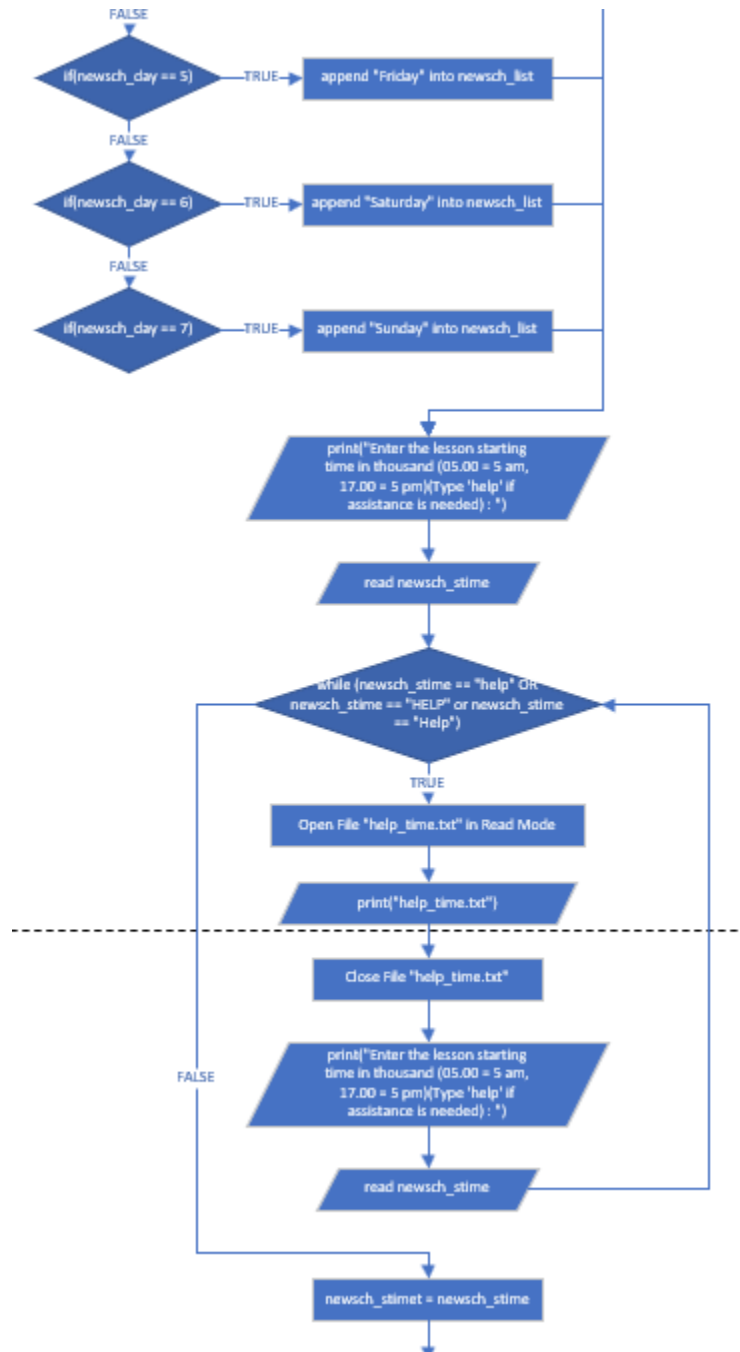 FALSE
if(newsch_day == 5)
TRUE
append "Friday" into newsch_list
FALSE
if(newsch_day == 6)
TRUE
append "Saturday" into newsch_list
FALSE
if(newsch_day == 7)
TRUE
append "Sunday" into newsch_list
print("Enter the lesson starting
time in thousand (05.00 = 5 am,
17.00 = 5 pm)(Type 'help' if
assistance is needed) : ")
read newsch_stime
while (newsch_stime == "help" OR
newsch_stime == "HELP" or newsch_stime
== "Help")
TRUE
Open File "help_time.txt" in Read Mode
print("help_time.txt")
Close File "help_time.txt"
FALSE
print("Enter the lesson starting
time in thousand (05.00 = 5 am,
17.00 = 5 pm)(Type 'help' if
assistance is needed) : ")
read newsch_stime
newsch_stimet = newsch_stime